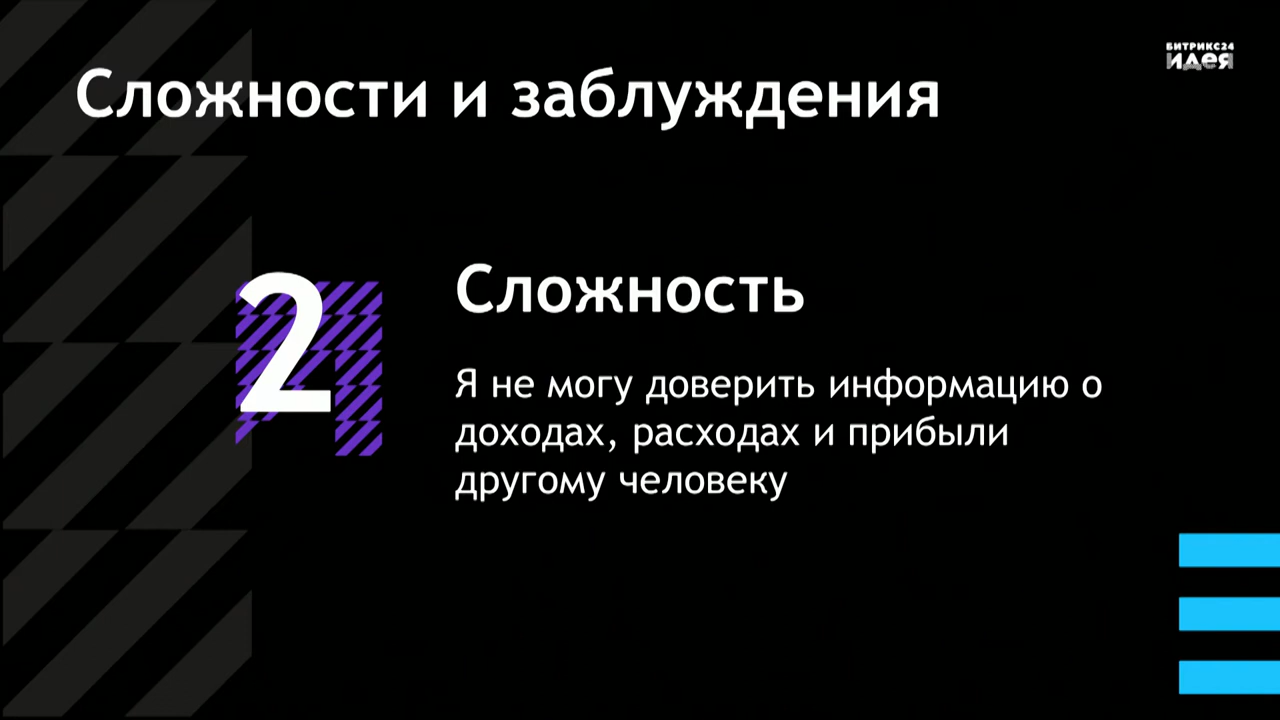 БИТРИКС24
идея
Сложности и заблуждения
2
Сложность
Я не могу доверить информацию о
доходах, расходах и прибыли
другому человеку